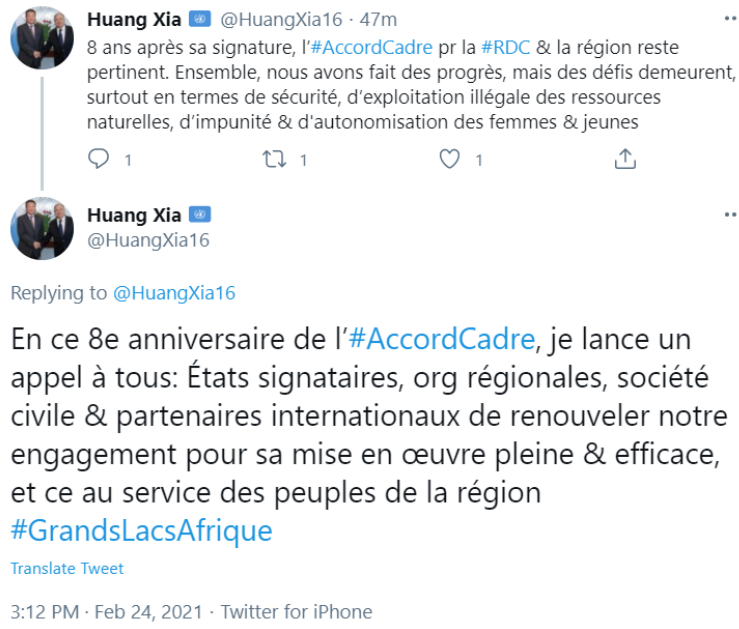 Huang Xia @HuangXia16 · 47m
8 ans après sa signature, l’#AccordCadre pr la #RDC & la région reste
pertinent. Ensemble, nous avons fait des progrès, mais des défis demeurent,
surtout en termes de sécurité, d’exploitation illégale des ressources
naturelles, d’impunité & d'autonomisation des femmes & jeunes
1 1 1
Huang Xia
@HuangXia16
Replying to @HuangXia16
En ce 8e anniversaire de l’#AccordCadre, je lance un
appel à tous: États signataires, org régionales, société
civile & partenaires internationaux de renouveler notre
engagement pour sa mise en œuvre pleine & efficace,
et ce au service des peuples de la région
#GrandsLacsAfrique
Translate Tweet
3:12 PM · Feb 24, 2021 · Twitter for iPhone